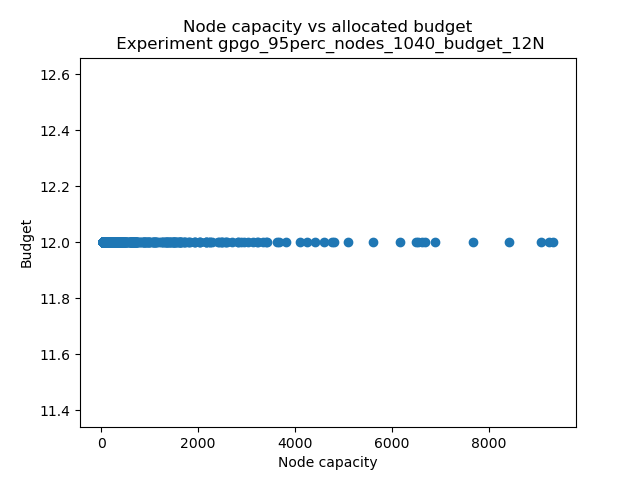 Node capacity vs allocated budget
Experiment gpgo_95perc_nodes_1040_budget_12N
12.6
12.4
12.2
12.0
11.8
11.6
11.4
Budget
0 2000 4000 6000 8000
Node capacity